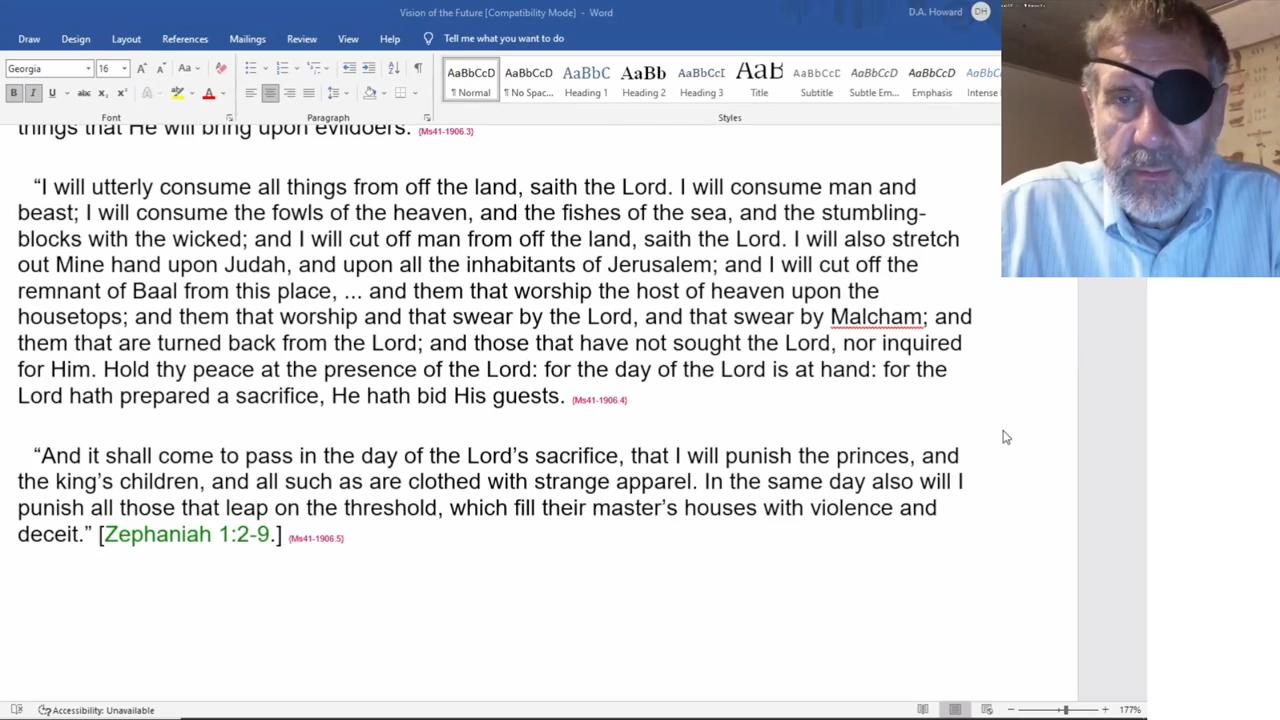 Vision of the Future [Compatibility Mode] - Word
D.A. Howard DH
Draw Design Layout References Mailings Review View Help Tell me what you want to do
Georgia 16 A A Aa
B I U abc x₂ x² A A
AaBbCcD AaBbCcD AaBbC AaBb AaBbCcI AaB AaBbCcD AaBbCcD AaBbCcD AaBbC
¶ Normal ¶ No Spac... Heading 1 Heading 2 Heading 3 Title Subtitle Subtle Em... Emphasis Intense
Font Paragraph Styles
things that He will bring upon evildoers. {Ms41-1906.3}
“I will utterly consume all things from off the land, saith the Lord. I will consume man and
beast; I will consume the fowls of the heaven, and the fishes of the sea, and the stumbling-
blocks with the wicked; and I will cut off man from off the land, saith the Lord. I will also stretch
out Mine hand upon Judah, and upon all the inhabitants of Jerusalem; and I will cut off the
remnant of Baal from this place, ... and them that worship the host of heaven upon the
housetops; and them that worship and that swear by the Lord, and that swear by Malcham; and
them that are turned back from the Lord; and those that have not sought the Lord, nor inquired
for Him. Hold thy peace at the presence of the Lord: for the day of the Lord is at hand: for the
Lord hath prepared a sacrifice, He hath bid His guests. {Ms41-1906.4}
“And it shall come to pass in the day of the Lord’s sacrifice, that I will punish the princes, and
the king’s children, and all such as are clothed with strange apparel. In the same day also will I
punish all those that leap on the threshold, which fill their master’s houses with violence and
deceit.” [Zephaniah 1:2-9.] {Ms41-1906.5}
Accessibility: Unavailable
177%